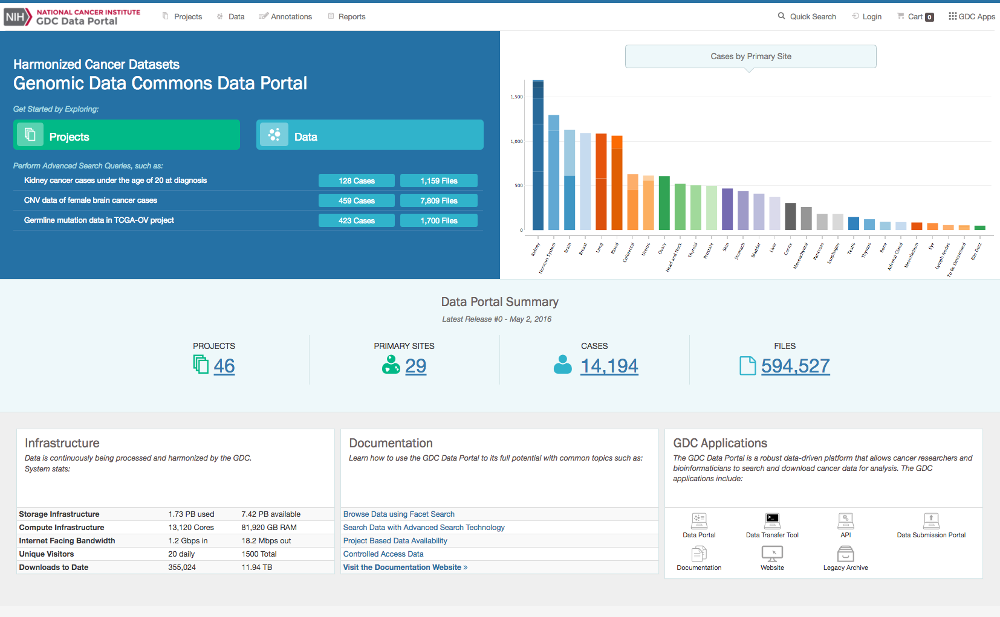 NIH NATIONAL CANCER INSTITUTE
GDC Data Portal
Projects Data Annotations Reports
Quick Search Login Cart 0 GDC Apps
Harmonized Cancer Datasets
Genomic Data Commons Data Portal
Get Started by Exploring:
Projects Data
Perform Advanced Search Queries, such as:
Kidney cancer cases under the age of 20 at diagnosis 128 Cases 1,159 Files
CNV data of female brain cancer cases 459 Cases 7,809 Files
Germline mutation data in TCGA-OV project 423 Cases 1,700 Files
Cases by Primary Site
1,500
1,000
500
0
Kidney
Nervous System
Brain
Breast
Lung
Blood
Colorectal
Uterus
Ovary
Head and Neck
Thyroid
Prostate
Skin
Stomach
Bladder
Liver
Cervix
Mesenchymal
Pancreas
Esophagus
Testis
Thymus
Bone
Adrenal Gland
Mesothelium
Eye
Lymph Nodes
To Be Determined
Bile Duct
Data Portal Summary
Latest Release #0 - May 2, 2016
PROJECTS
46
PRIMARY SITES
29
CASES
14,194
FILES
594,527
Infrastructure
Data is continuously being processed and harmonized by the GDC.
System stats:
Storage Infrastructure 1.73 PB used 7.42 PB available
Compute Infrastructure 13,120 Cores 81,920 GB RAM
Internet Facing Bandwidth 1.2 Gbps in 18.2 Mbps out
Unique Visitors 20 daily 1500 Total
Downloads to Date 355,024 11.94 TB
Documentation
Learn how to use the GDC Data Portal to its full potential with common topics such as:
Browse Data using Facet Search
Search Data with Advanced Search Technology
Project Based Data Availability
Controlled Access Data
Visit the Documentation Website »
GDC Applications
The GDC Data Portal is a robust data-driven platform that allows cancer researchers and
bioinformaticians to search and download cancer data for analysis. The GDC
applications include:
Data Portal Data Transfer Tool API Data Submission Portal
Documentation Website Legacy Archive